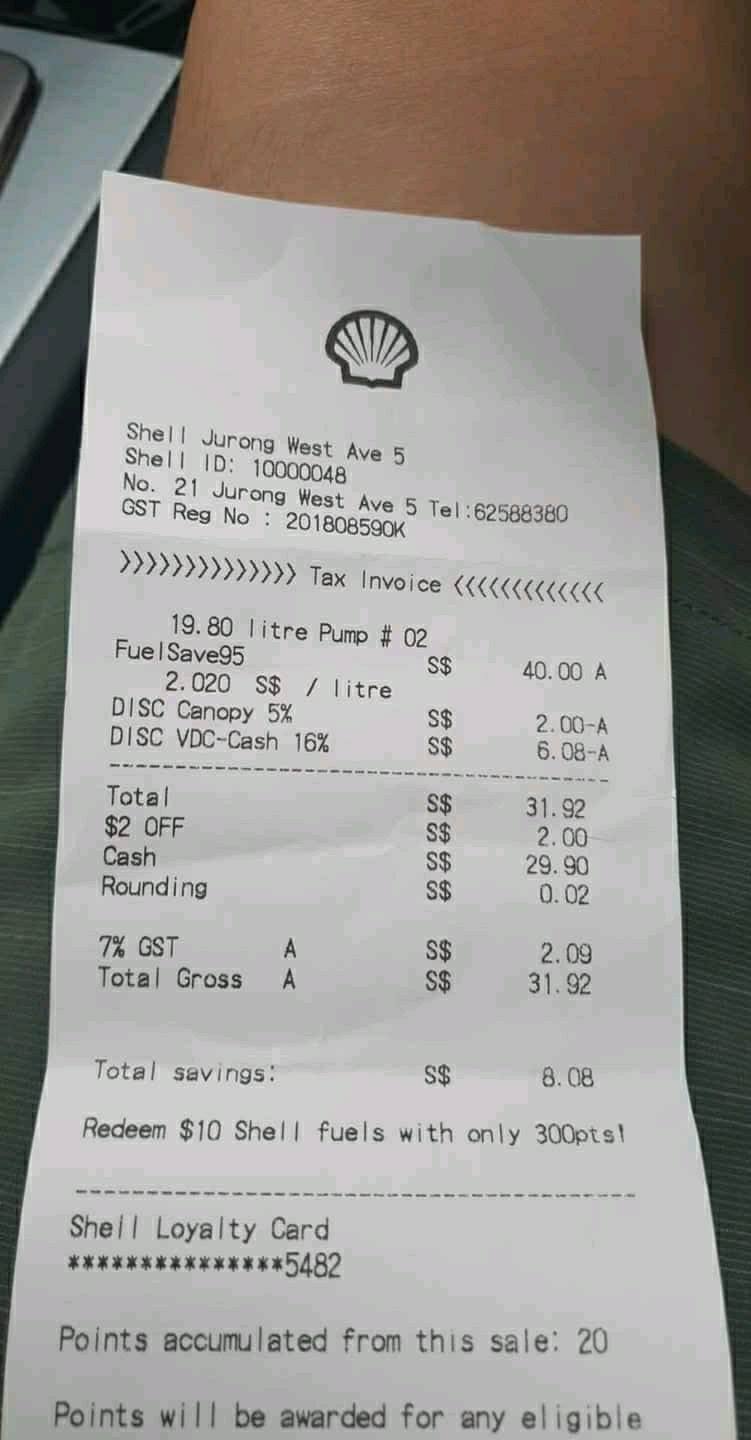 Shell Jurong West Ave 5
Shell ID: 10000048
No. 21 Jurong West Ave 5 Tel:62588380
GST Reg No : 201808590K
>>>>>>>>>>>>>> Tax Invoice <<<<<<<<<<<<<
19.80 litre Pump # 02
FuelSave95 S$ 40.00 A
2.020 S$ / litre
DISC Canopy 5% S$ 2.00-A
DISC VDC-Cash 16% S$ 6.08-A
Total S$ 31.92
$2 OFF S$ 2.00
Cash S$ 29.90
Rounding S$ 0.02
7% GST A S$ 2.09
Total Gross A S$ 31.92
Total savings: S$ 8.08
Redeem $10 Shell fuels with only 300pts!
Shell Loyalty Card
***************5482
Points accumulated from this sale: 20
Points will be awarded for any eligible